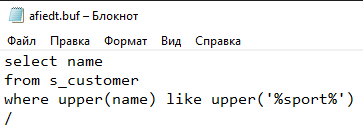 afiedt.buf – Блокнот
Файл Правка Формат Вид Справка
select name
from s_customer
where upper(name) like upper('%sport%')
/